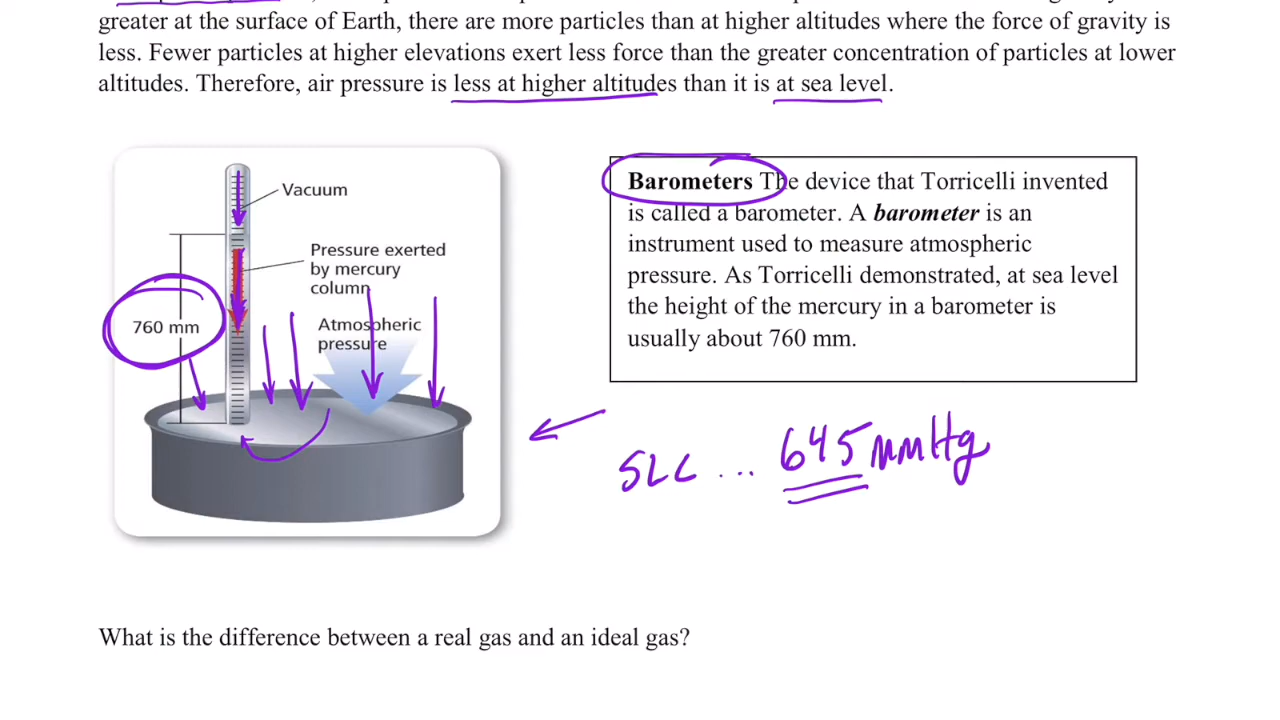 greater at the surface of Earth, there are more particles than at higher altitudes where the force of gravity is
less. Fewer particles at higher elevations exert less force than the greater concentration of particles at lower
altitudes. Therefore, air pressure is less at higher altitudes than it is at sea level.
Vacuum
Pressure exerted
by mercury
column
760 mm
Atmospheric
pressure
Barometers The device that Torricelli invented
is called a barometer. A barometer is an
instrument used to measure atmospheric
pressure. As Torricelli demonstrated, at sea level
the height of the mercury in a barometer is
usually about 760 mm.
SLC ... 645 mmHg
What is the difference between a real gas and an ideal gas?